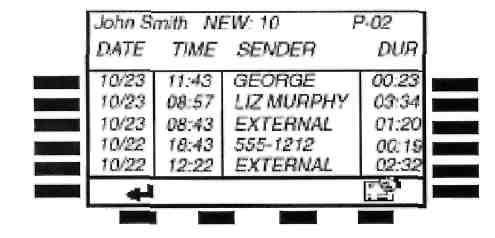 John Smith NEW: 10 P-02
DATE TIME SENDER DUR
10/23 11:43 GEORGE 00:23
10/23 08:57 LIZ MURPHY 03:34
10/23 08:43 EXTERNAL 01:20
10/22 18:43 555-1212 00:19
10/22 12:22 EXTERNAL 02:32